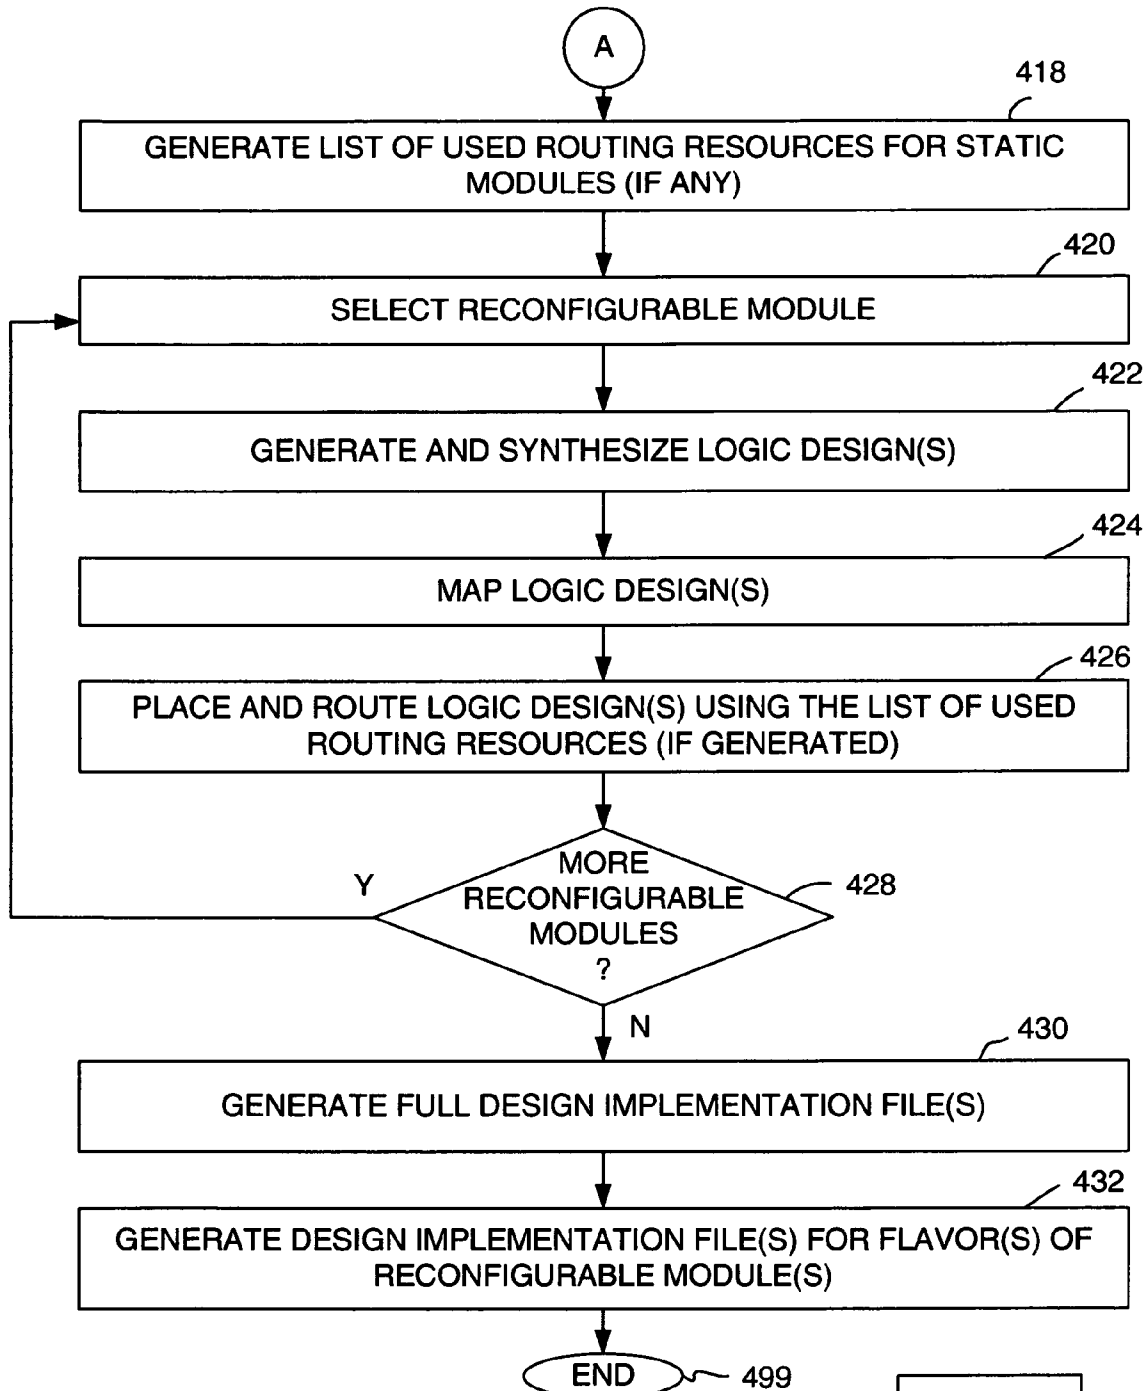 A
418
GENERATE LIST OF USED ROUTING RESOURCES FOR STATIC
MODULES (IF ANY)
420
SELECT RECONFIGURABLE MODULE
422
GENERATE AND SYNTHESIZE LOGIC DESIGN(S)
424
MAP LOGIC DESIGN(S)
426
PLACE AND ROUTE LOGIC DESIGN(S) USING THE LIST OF USED
ROUTING RESOURCES (IF GENERATED)
Y
MORE
RECONFIGURABLE
MODULES
?
428
N
430
GENERATE FULL DESIGN IMPLEMENTATION FILE(S)
432
GENERATE DESIGN IMPLEMENTATION FILE(S) FOR FLAVOR(S) OF
RECONFIGURABLE MODULE(S)
END
499